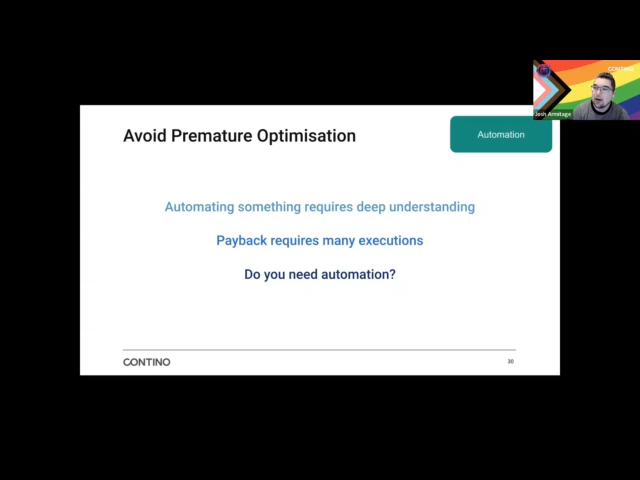 CONTINO
Josh Armitage
Avoid Premature Optimisation
Automation
Automating something requires deep understanding
Payback requires many executions
Do you need automation?
CONTINO
30